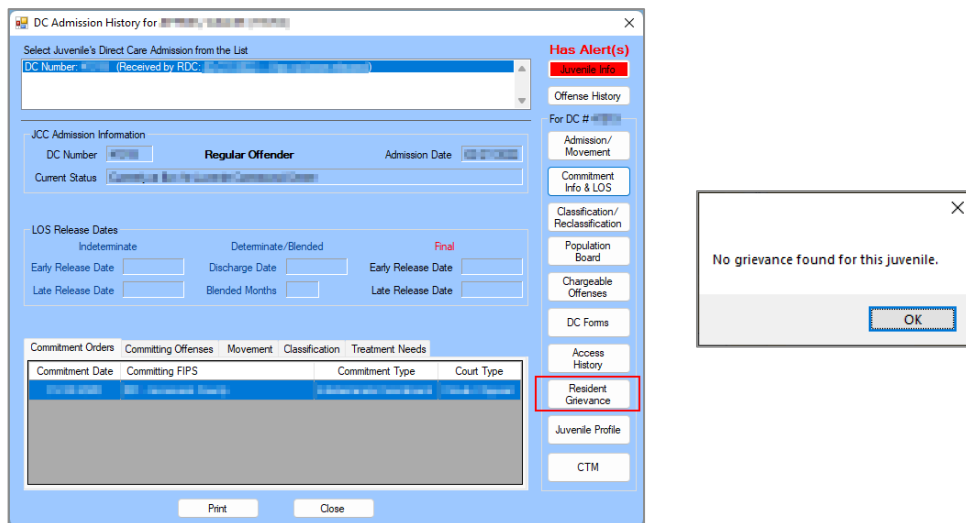 DC Admission History for
Select Juvenile's Direct Care Admission from the List
DC Number: (Received by RDC:
JCC Admission Information
DC Number Regular Offender Admission Date
Current Status
LOS Release Dates
Indeterminate Determinate/Blended Final
Early Release Date Discharge Date Early Release Date
Late Release Date Blended Months Late Release Date
Commitment Orders Committing Offenses Movement Classification Treatment Needs
Commitment Date Committing FIPS Commitment Type Court Type
Print Close
Has Alert(s)
Juvenile Info
Offense History
For DC #
Admission/
Movement
Commitment
Info & LOS
Classification/
Reclassification
Population
Board
Chargeable
Offenses
DC Forms
Access
History
Resident
Grievance
Juvenile Profile
CTM
No grievance found for this juvenile.
OK